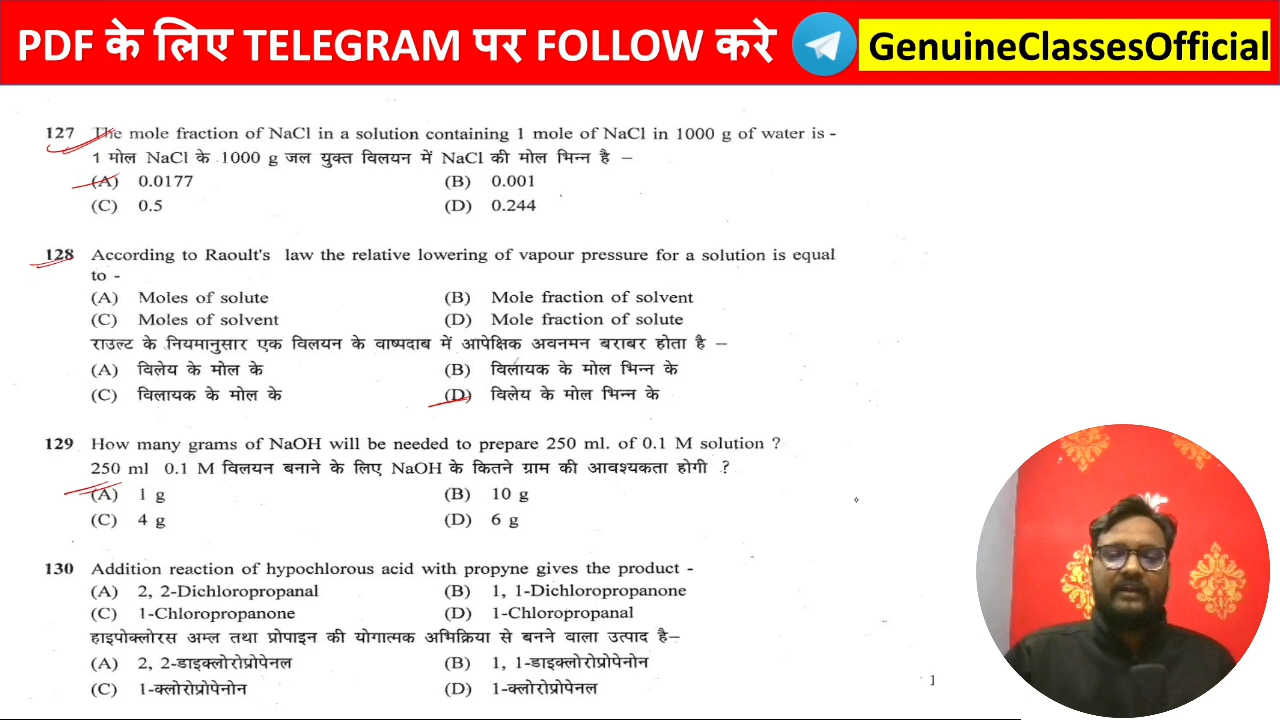 PDF के लिए TELEGRAM पर FOLLOW करे GenuineClassesOfficial
127 The mole fraction of NaCl in a solution containing 1 mole of NaCl in 1000 g of water is -
1 मोल NaCl के 1000 g जल युक्त विलयन में NaCl की मोल भिन्न है –
(A) 0.0177 (B) 0.001
(C) 0.5 (D) 0.244
128 According to Raoult's law the relative lowering of vapour pressure for a solution is equal
to -
(A) Moles of solute (B) Mole fraction of solvent
(C) Moles of solvent (D) Mole fraction of solute
राउल्ट के नियमानुसार एक विलयन के वाष्पदाब में आपेक्षिक अवनमन बराबर होता है –
(A) विलेय के मोल के (B) विलायक के मोल भिन्न के
(C) विलायक के मोल के (D) विलेय के मोल भिन्न के
129 How many grams of NaOH will be needed to prepare 250 ml. of 0.1 M solution ?
250 ml 0.1 M विलयन बनाने के लिए NaOH के कितने ग्राम की आवश्यकता होगी ?
(A) 1 g (B) 10 g
(C) 4 g (D) 6 g
130 Addition reaction of hypochlorous acid with propyne gives the product -
(A) 2, 2-Dichloropropanal (B) 1, 1-Dichloropropanone
(C) 1-Chloropropanone (D) 1-Chloropropanal
हाइपोक्लोरस अम्ल तथा प्रोपाइन की योगात्मक अभिक्रिया से बनने वाला उत्पाद है–
(A) 2, 2-डाइक्लोरोप्रोपेनल (B) 1, 1-डाइक्लोरोप्रोपेनोन
(C) 1-क्लोरोप्रोपेनोन (D) 1-क्लोरोप्रोपेनल
1